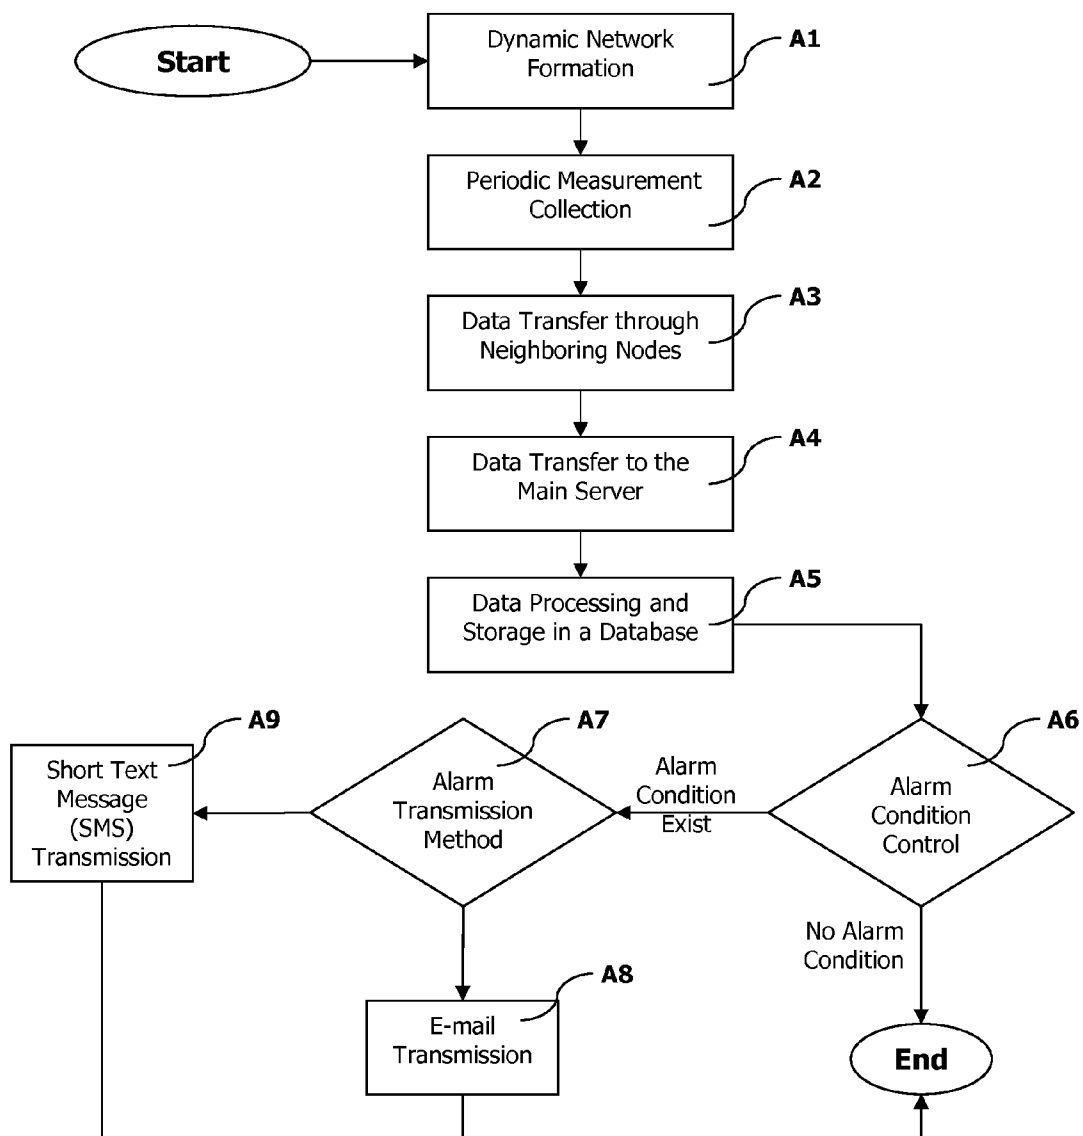 Start
Dynamic Network
Formation
A1
Periodic Measurement
Collection
A2
Data Transfer through
Neighboring Nodes
A3
Data Transfer to the
Main Server
A4
Data Processing and
Storage in a Database
A5
Alarm
Condition
Control
A6
Alarm
Condition
Exist
Alarm
Transmission
Method
A7
Short Text
Message
(SMS)
Transmission
A9
No Alarm
Condition
E-mail
Transmission
A8
End